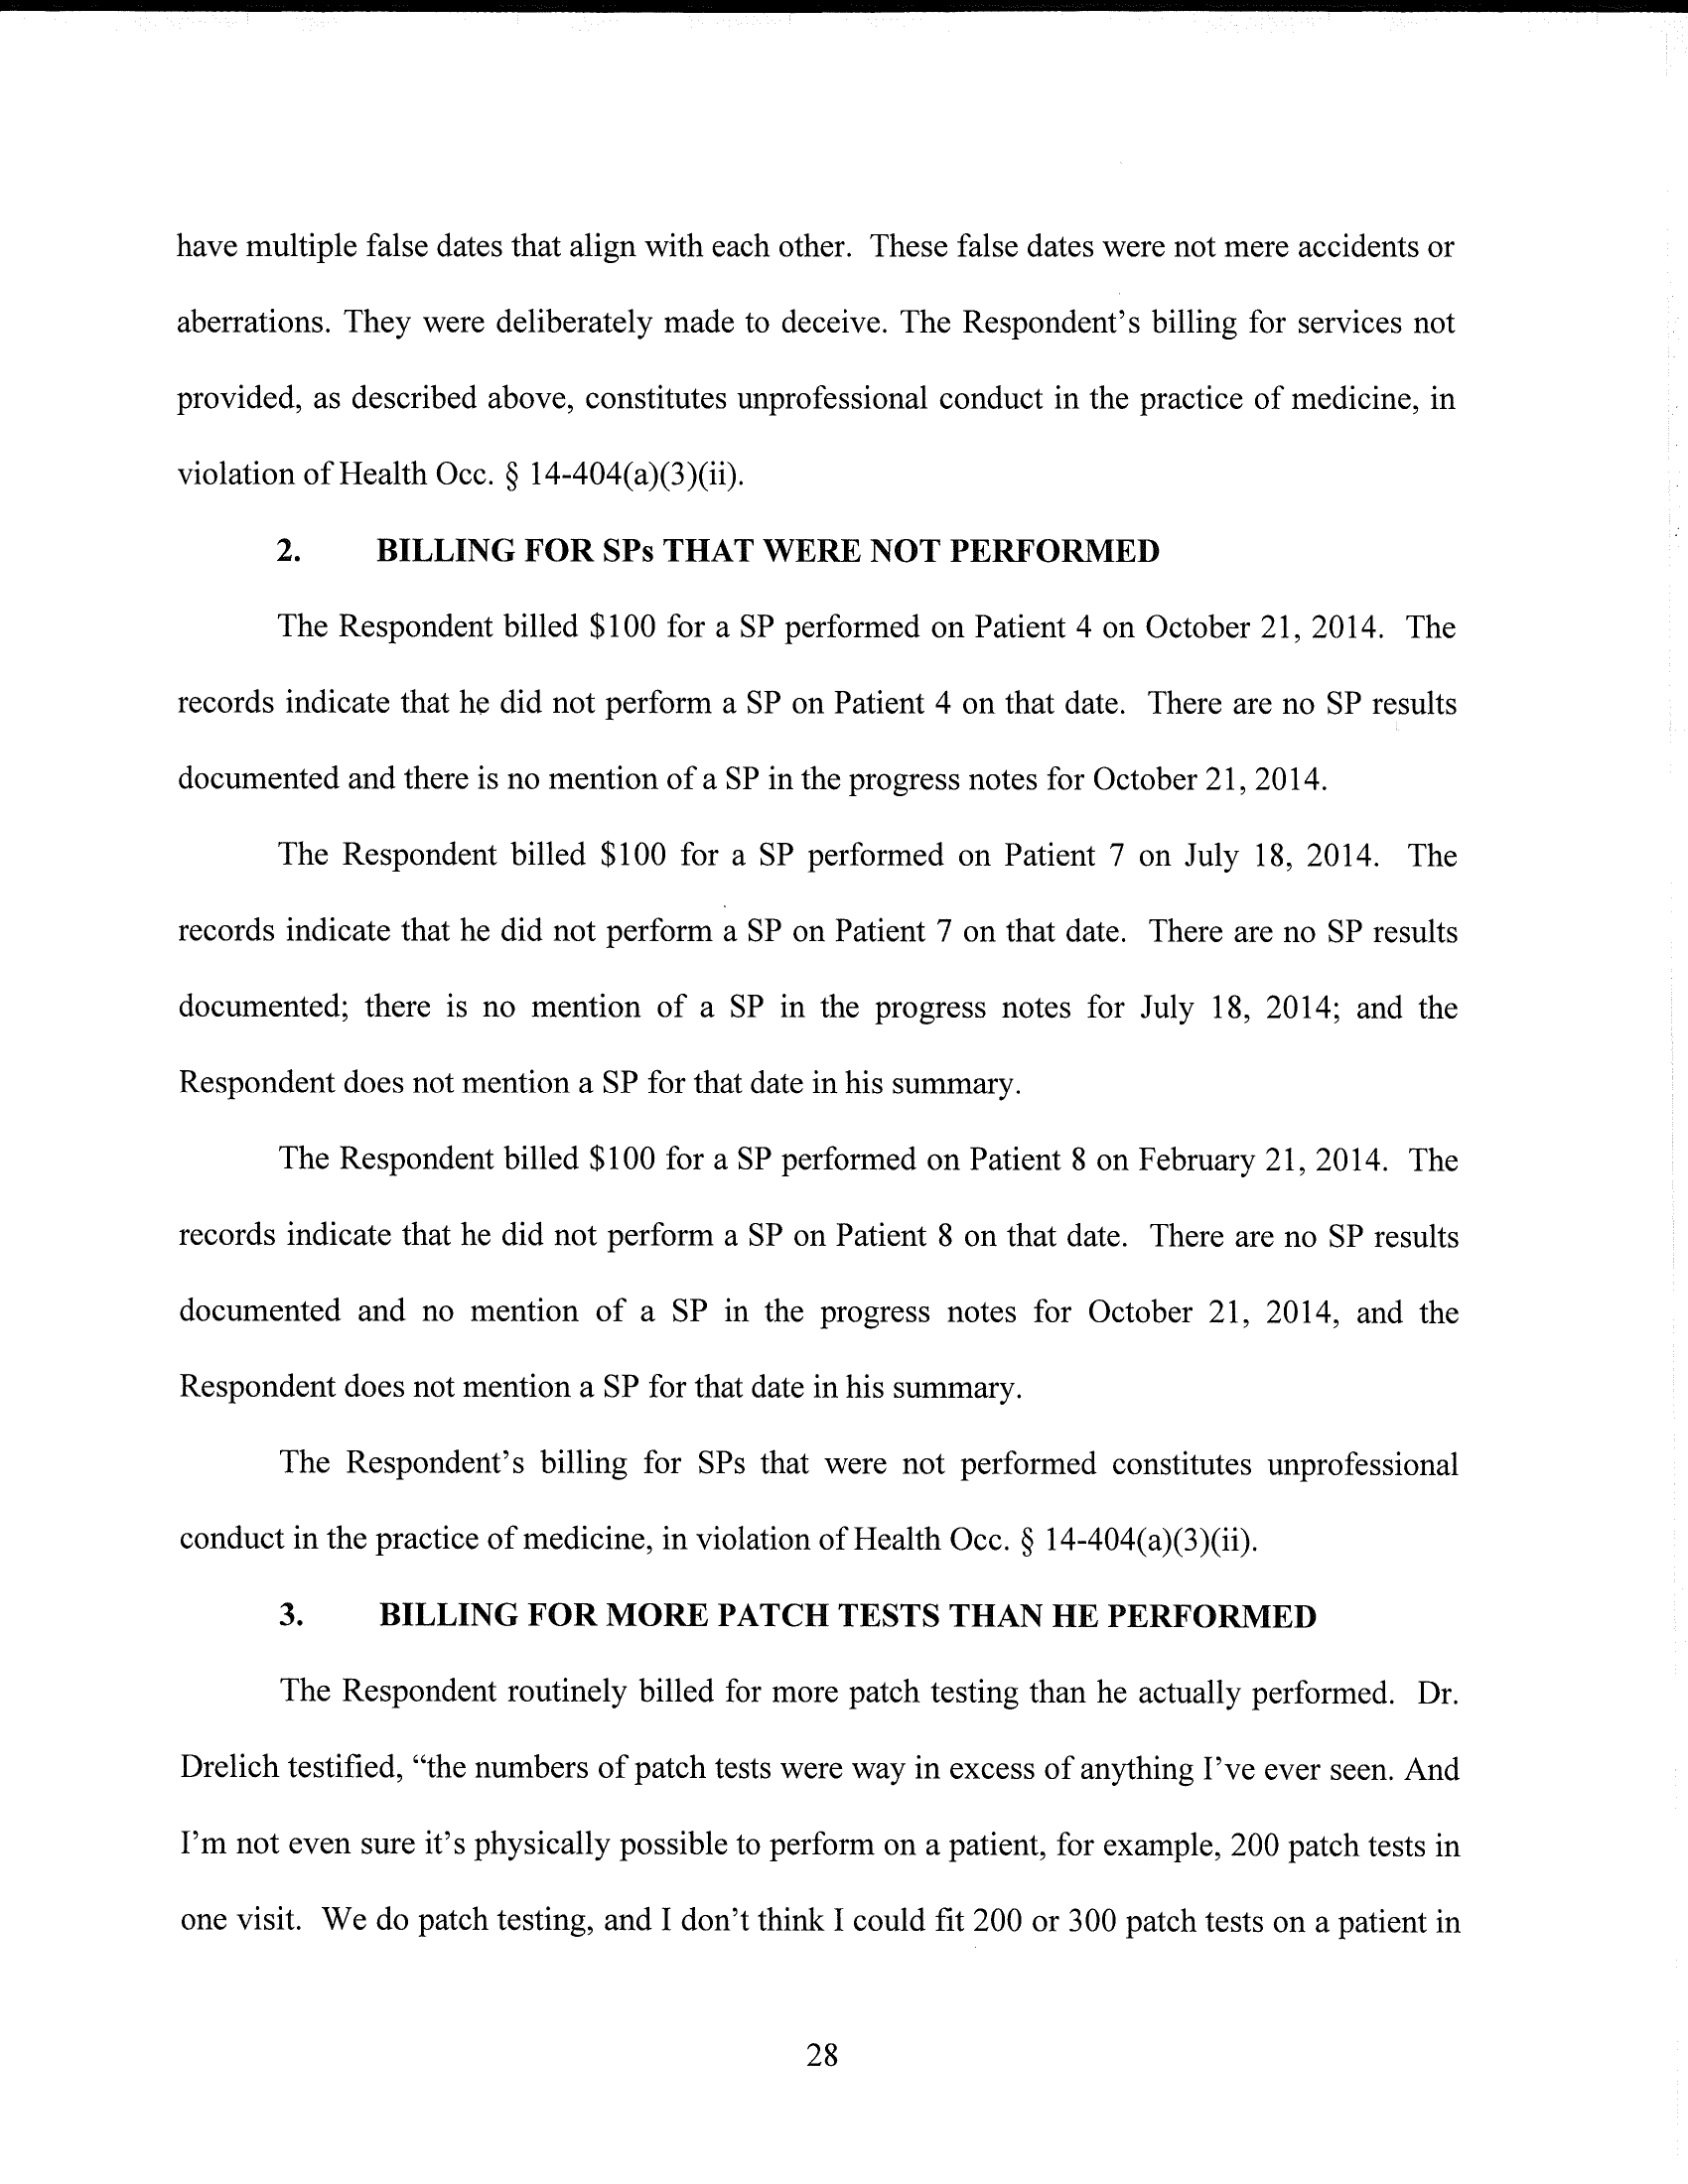 have multiple false dates that align with each other. These false dates were not mere accidents or
aberrations. They were deliberately made to deceive. The Respondent's billing for services not
provided, as described above, constitutes unprofessional conduct in the practice of medicine, in
violation of Health Occ. § 14-404(a)(3)(ii).
2. BILLING FOR SPs THAT WERE NOT PERFORMED
The Respondent billed $100 for a SP performed on Patient 4 on October 21, 2014. The
records indicate that he did not perform a SP on Patient 4 on that date. There are no SP results
documented and there is no mention of a SP in the progress notes for October 21, 2014.
The Respondent billed $100 for a SP performed on Patient 7 on July 18, 2014. The
records indicate that he did not perform a SP on Patient 7 on that date. There are no SP results
documented; there is no mention of a SP in the progress notes for July 18, 2014; and the
Respondent does not mention a SP for that date in his summary.
The Respondent billed $100 for a SP performed on Patient 8 on February 21, 2014. The
records indicate that he did not perform a SP on Patient 8 on that date. There are no SP results
documented and no mention of a SP in the progress notes for October 21, 2014, and the
Respondent does not mention a SP for that date in his summary.
The Respondent's billing for SPs that were not performed constitutes unprofessional
conduct in the practice of medicine, in violation of Health Occ. § 14-404(a)(3)(ii).
3. BILLING FOR MORE PATCH TESTS THAN HE PERFORMED
The Respondent routinely billed for more patch testing than he actually performed. Dr.
Drelich testified, “the numbers of patch tests were way in excess of anything I've ever seen. And
I'm not even sure it's physically possible to perform on a patient, for example, 200 patch tests in
one visit. We do patch testing, and I don't think I could fit 200 or 300 patch tests on a patient in
28